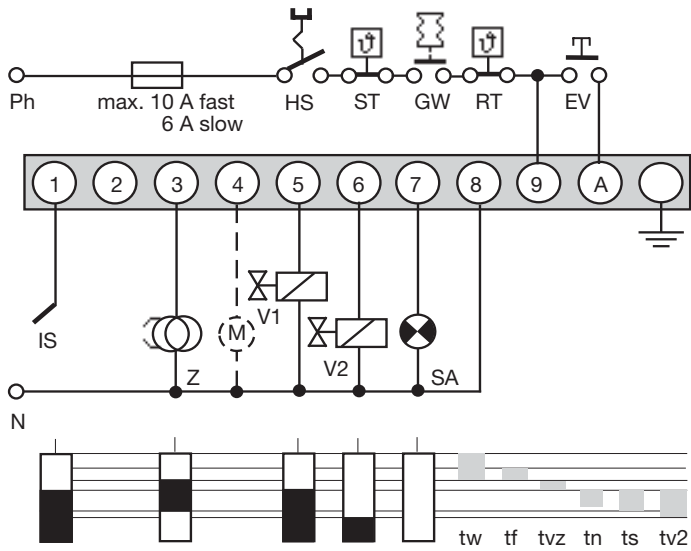 ϑ ϑ
Ph max. 10 A fast HS ST GW RT EV
6 A slow
1 2 3 4 5 6 7 8 9 A
M
V1
IS
V2
Z SA
N
tw tf tvz tn ts tv2